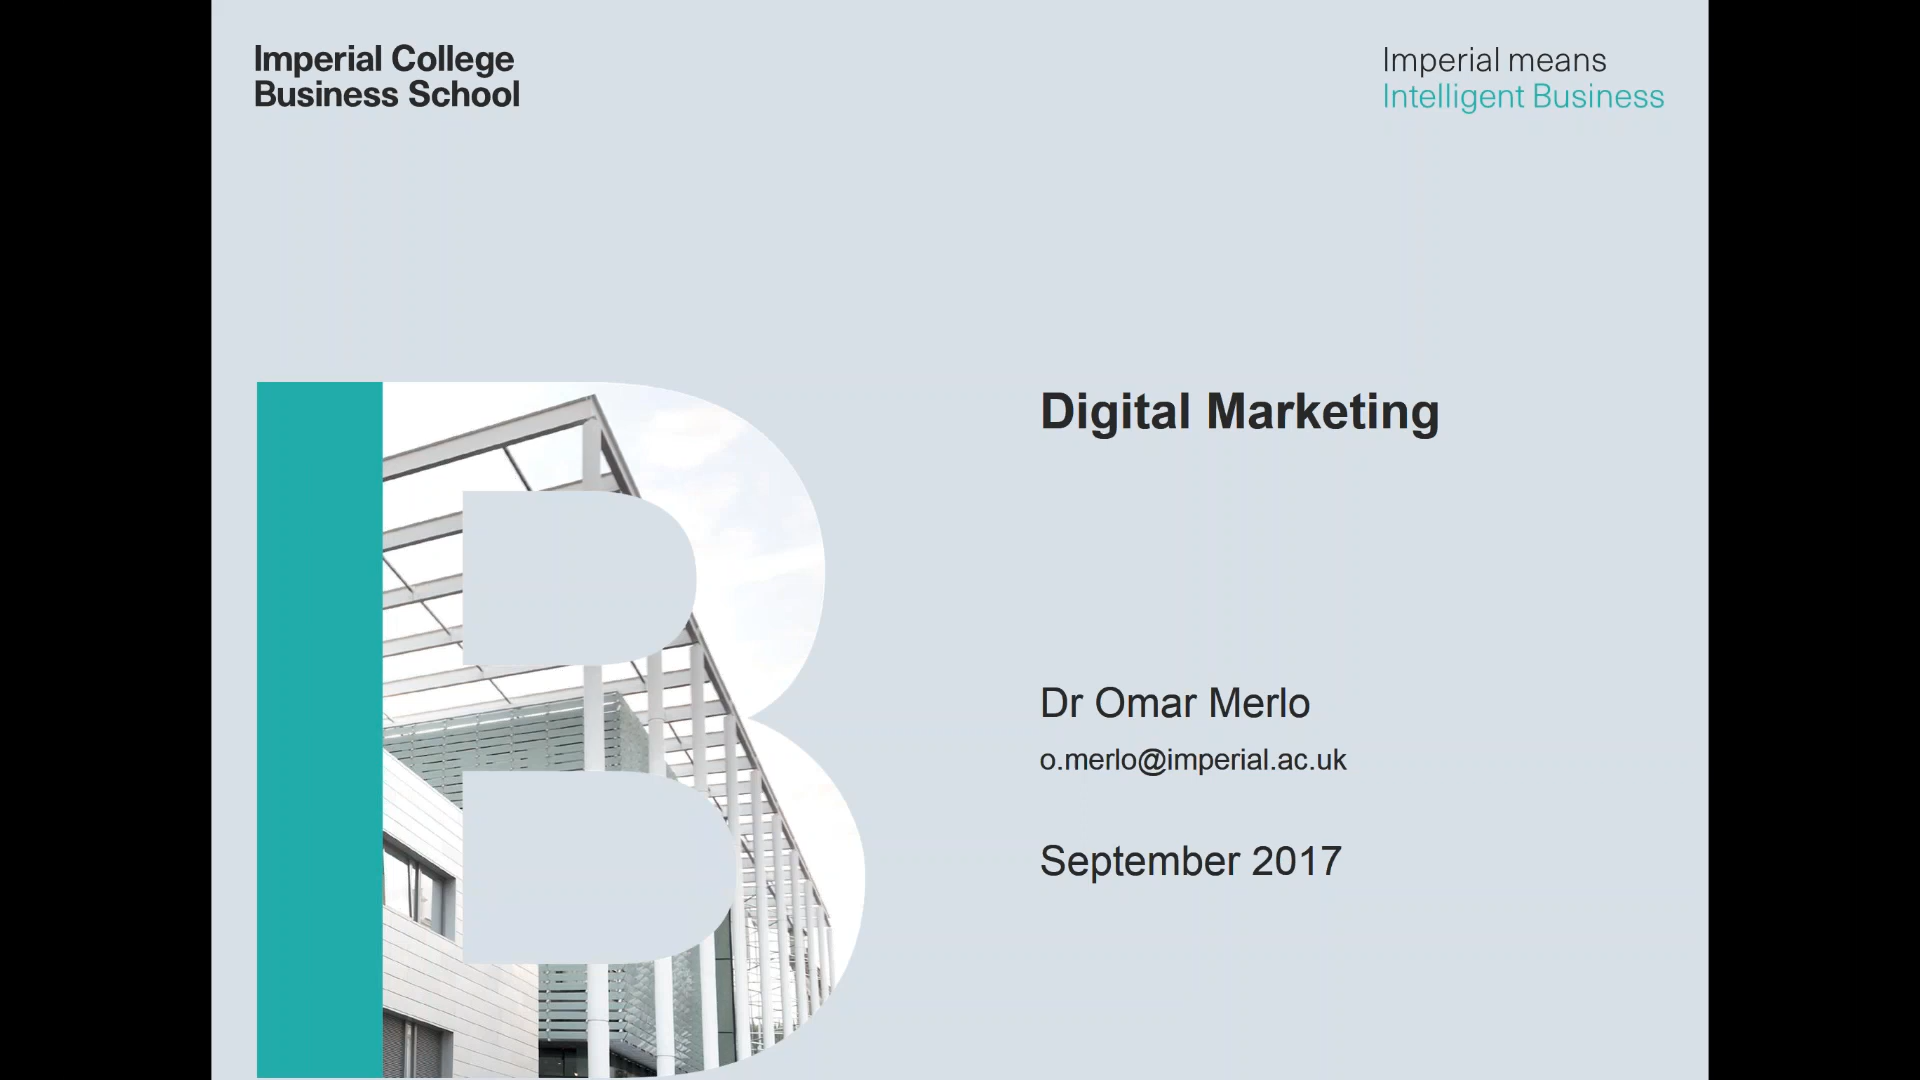 Imperial College
Business School
Imperial means
Intelligent Business
Digital Marketing
Dr Omar Merlo
o.merlo@imperial.ac.uk
September 2017